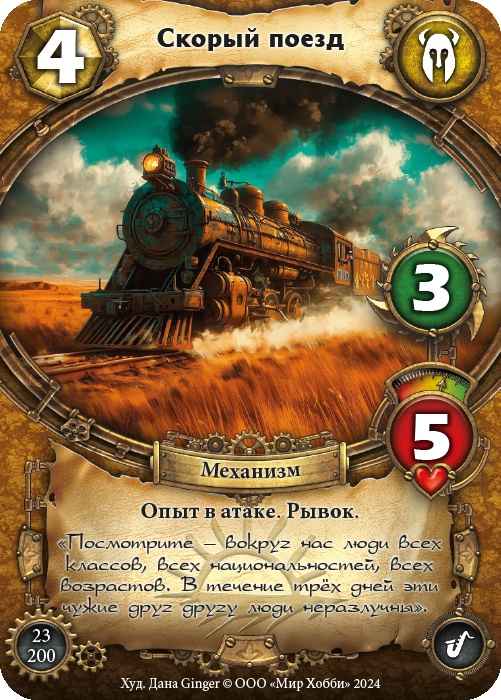 4
Скорый поезд
3
5
Механизм
Опыт в атаке. Рывок.
«Посмотрите – вокруг нас люди всех
классов, всех национальностей, всех
возрастов. В течение трёх дней эти
чужие друг другу люди неразлучны».
23
200
Худ. Дана Ginger © ООО «Мир Хобби» 2024